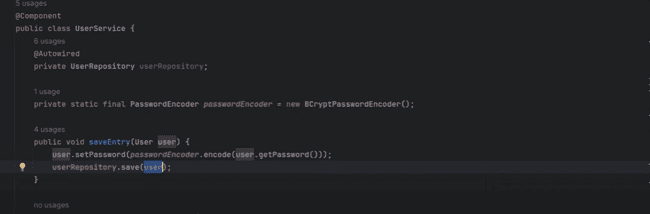 5 usages
@Component
public class UserService {
6 usages
@Autowired
private UserRepository userRepository;
1 usage
private static final PasswordEncoder passwordEncoder = new BCryptPasswordEncoder();
4 usages
public void saveEntry(User user) {
user.setPassword(passwordEncoder.encode(user.getPassword()));
userRepository.save(user);
}
no usages